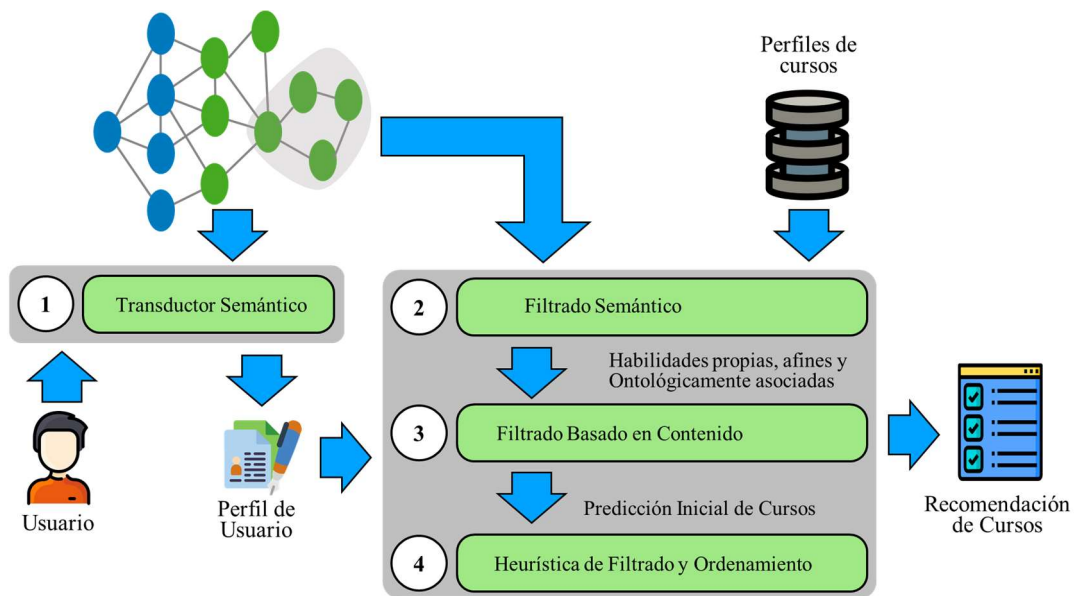 Perfiles de
cursos
1
Transductor Semántico
2
Filtrado Semántico
Habilidades propias, afines y
Ontológicamente asociadas
3
Filtrado Basado en Contenido
Predicción Inicial de Cursos
4
Heurística de Filtrado y Ordenamiento
Usuario
Perfil de
Usuario
Recomendación
de Cursos